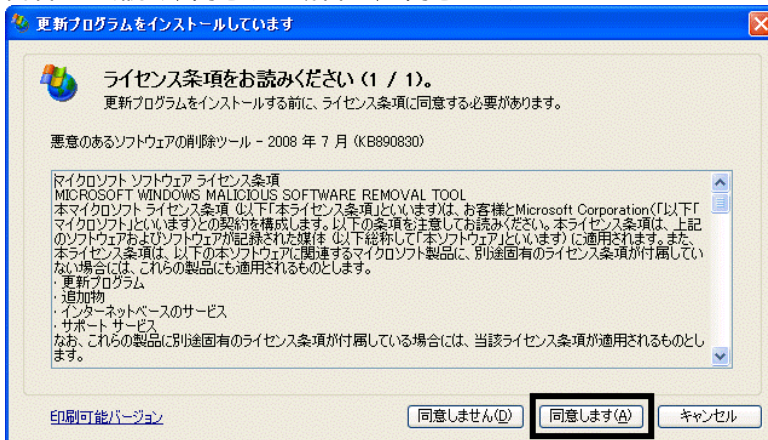 更新プログラムをインストールしています
ライセンス条項をお読みください (1 / 1)。
更新プログラムをインストールする前に、ライセンス条項に同意する必要があります。
悪意のあるソフトウェアの削除ツール - 2008 年 7 月 (KB890830)
マイクロソフト ソフトウェア ライセンス条項
MICROSOFT WINDOWS MALICIOUS SOFTWARE REMOVAL TOOL
本マイクロソフト ライセンス条項 (以下「本ライセンス条項」といいます)は、お客様とMicrosoft Corporation(「以下「
マイクロソフト」といいます)との契約を構成します。以下の条項を注意してお読みください。本ライセンス条項は、上記
のソフトウェアおよびソフトウェアが記録された媒体 (以下総称して「本ソフトウェア」といいます) に適用されます。また、
本ライセンス条項は、以下の本ソフトウェアに関連するマイクロソフト製品に、別途固有のライセンス条項が付属してい
ない場合には、これらの製品にも適用されるものとします。
・更新プログラム
・追加物
・インターネットベースのサービス
・サポート サービス
なお、これらの製品に別途固有のライセンス条項が付属している場合には、当該ライセンス条項が適用されるものとし
ます。
印刷可能バージョン 同意しません(D) 同意します(A) キャンセル